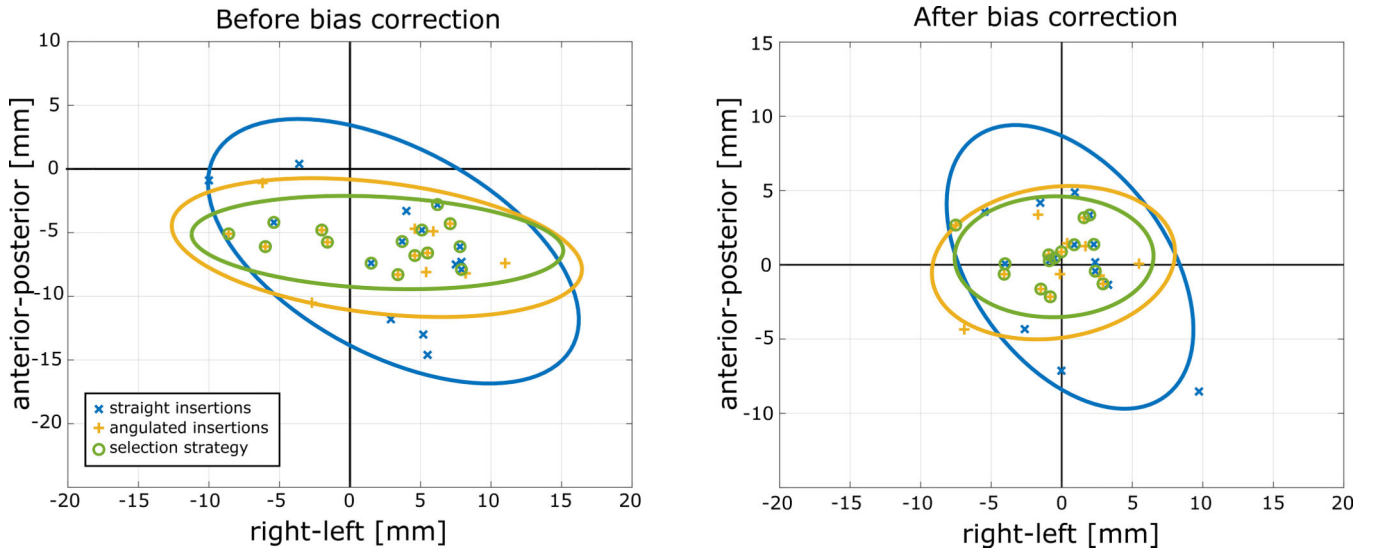 Before bias correction
10
5
0
-5
-10
-15
-20
anterior-posterior [mm]
straight insertions
angulated insertions
selection strategy
-20 -15 -10 -5 0 5 10 15 20
right-left [mm]
After bias correction
15
10
5
0
-5
-10
anterior-posterior [mm]
-20 -15 -10 -5 0 5 10 15 20
right-left [mm]